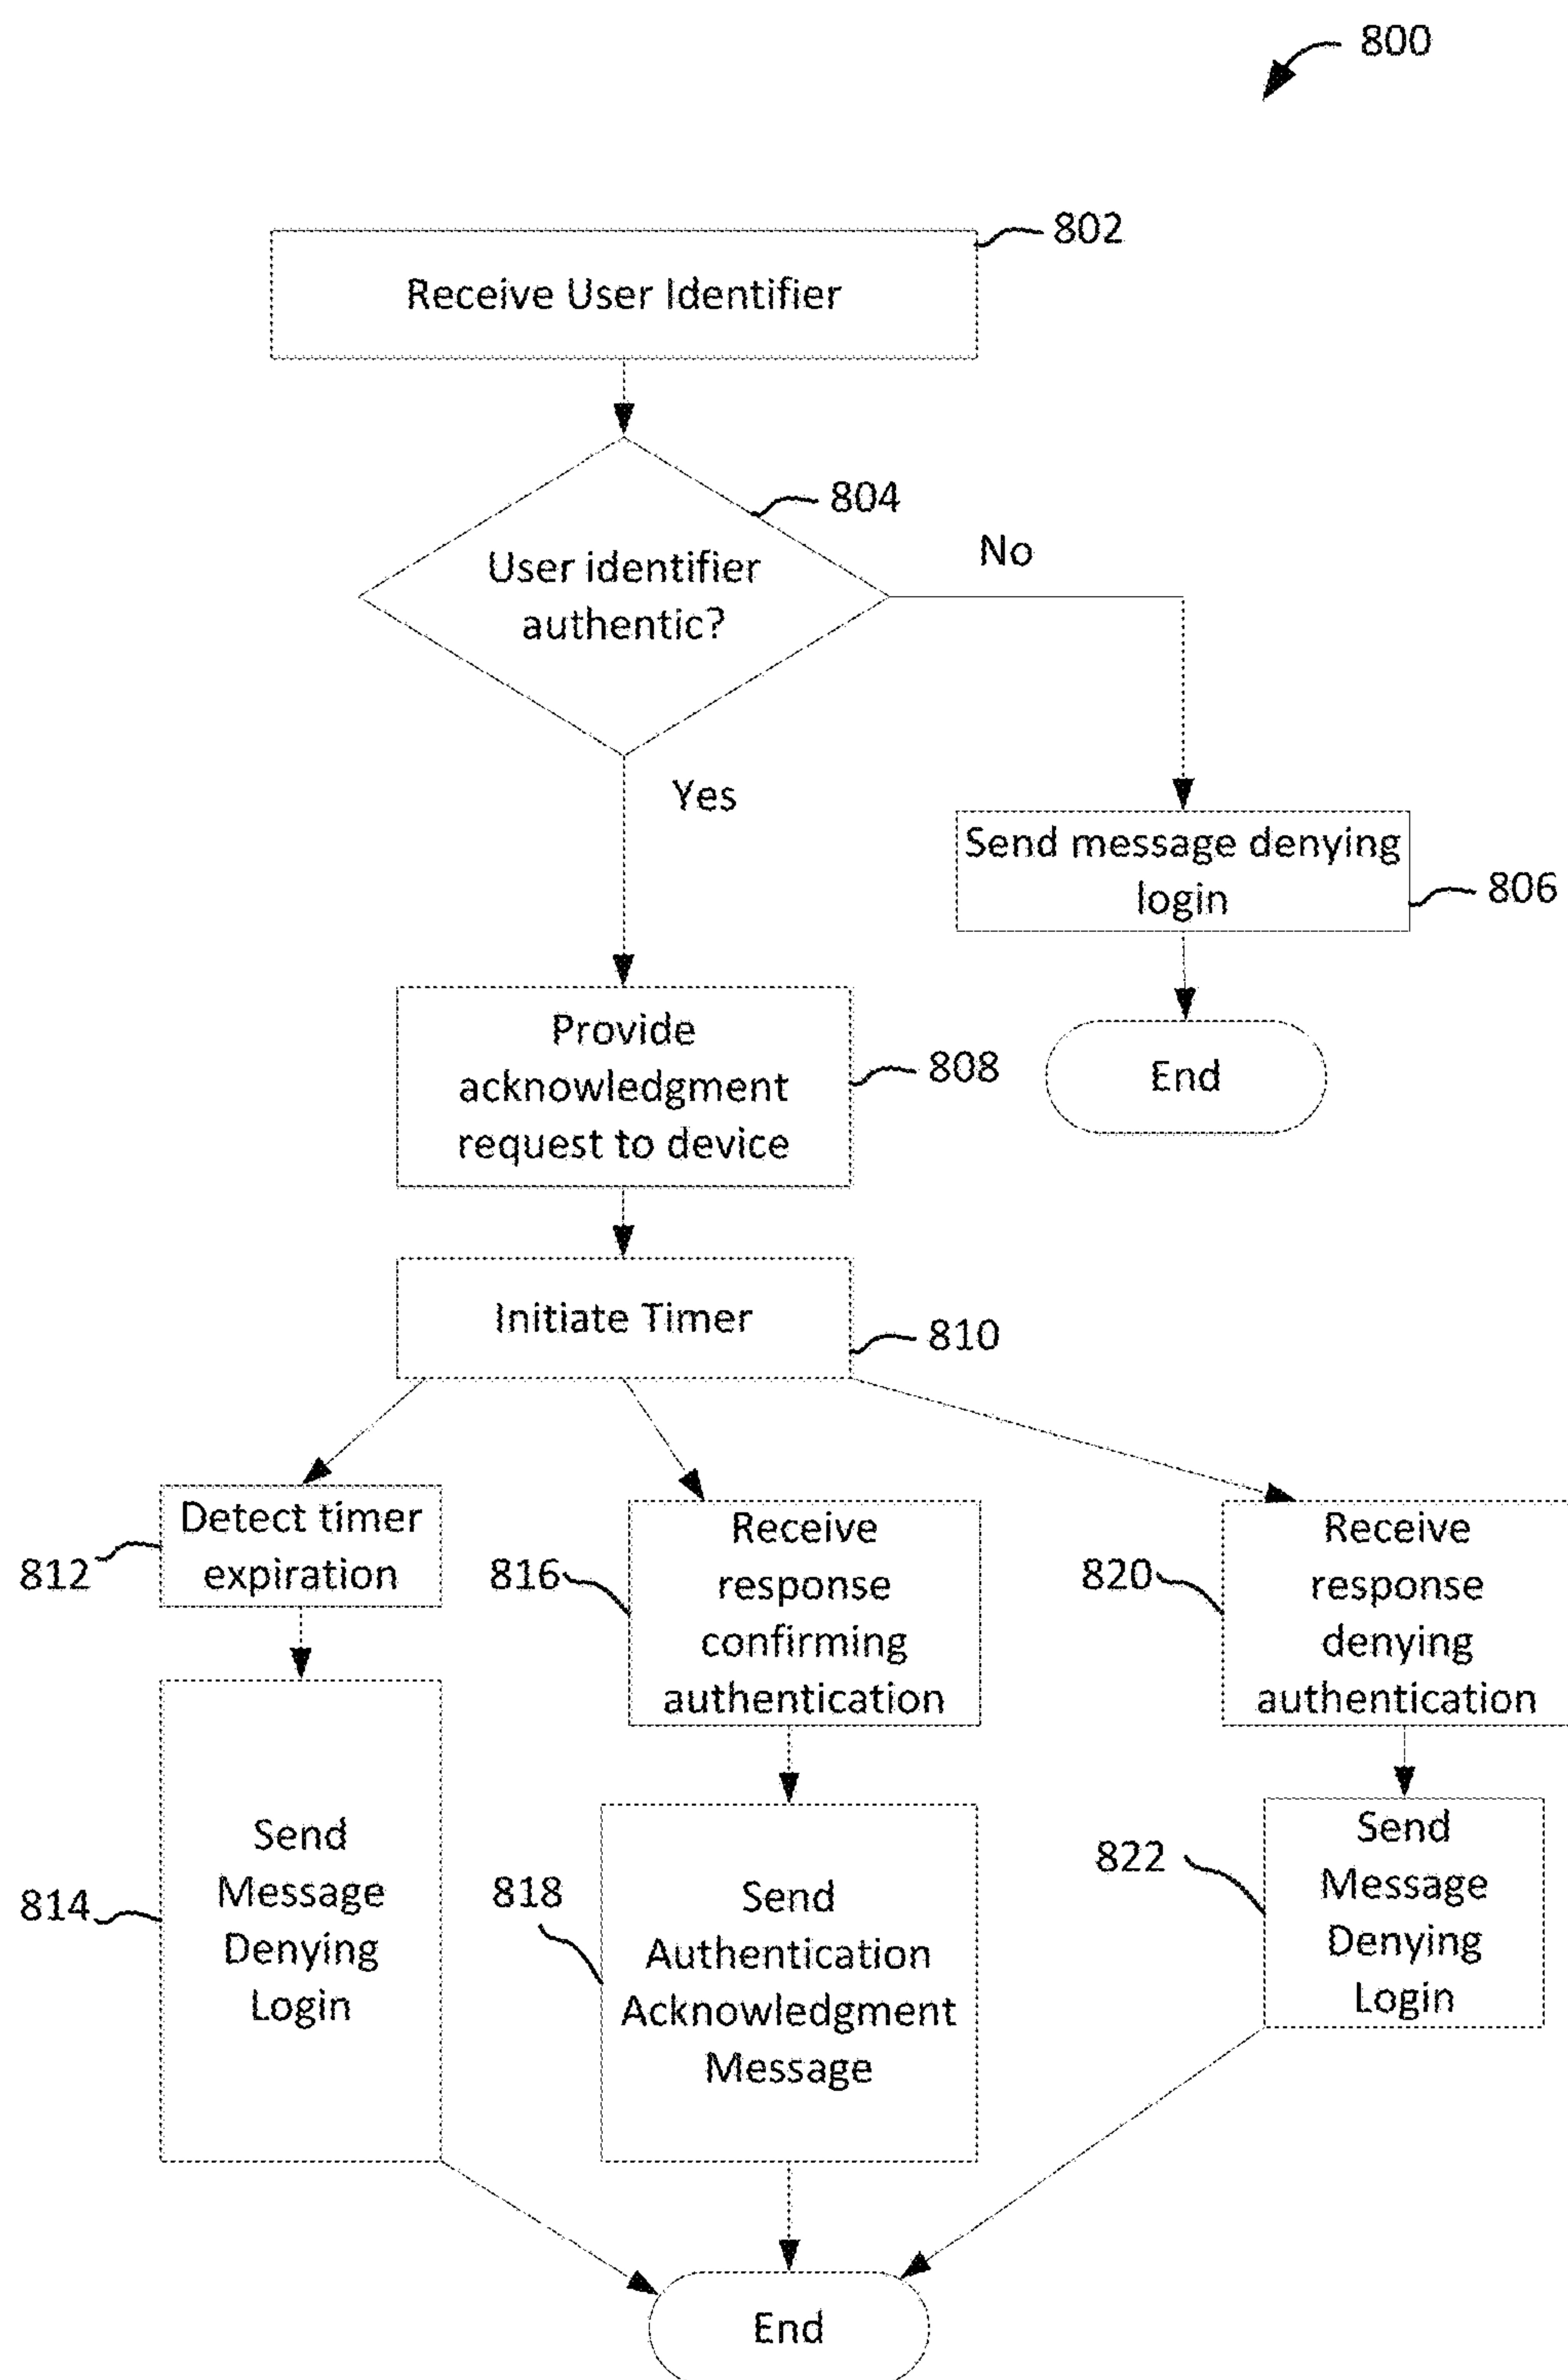 800
802
Receive User Identifier
804
User identifier
authentic?
No
Yes
Send message denying
login
806
End
Provide
acknowledgment
request to device
808
Initiate Timer
810
Detect timer
expiration
812
Receive
response
confirming
authentication
816
Receive
response
denying
authentication
820
Send
Message
Denying
Login
814
Send
Authentication
Acknowledgment
Message
818
Send
Message
Denying
Login
822
End